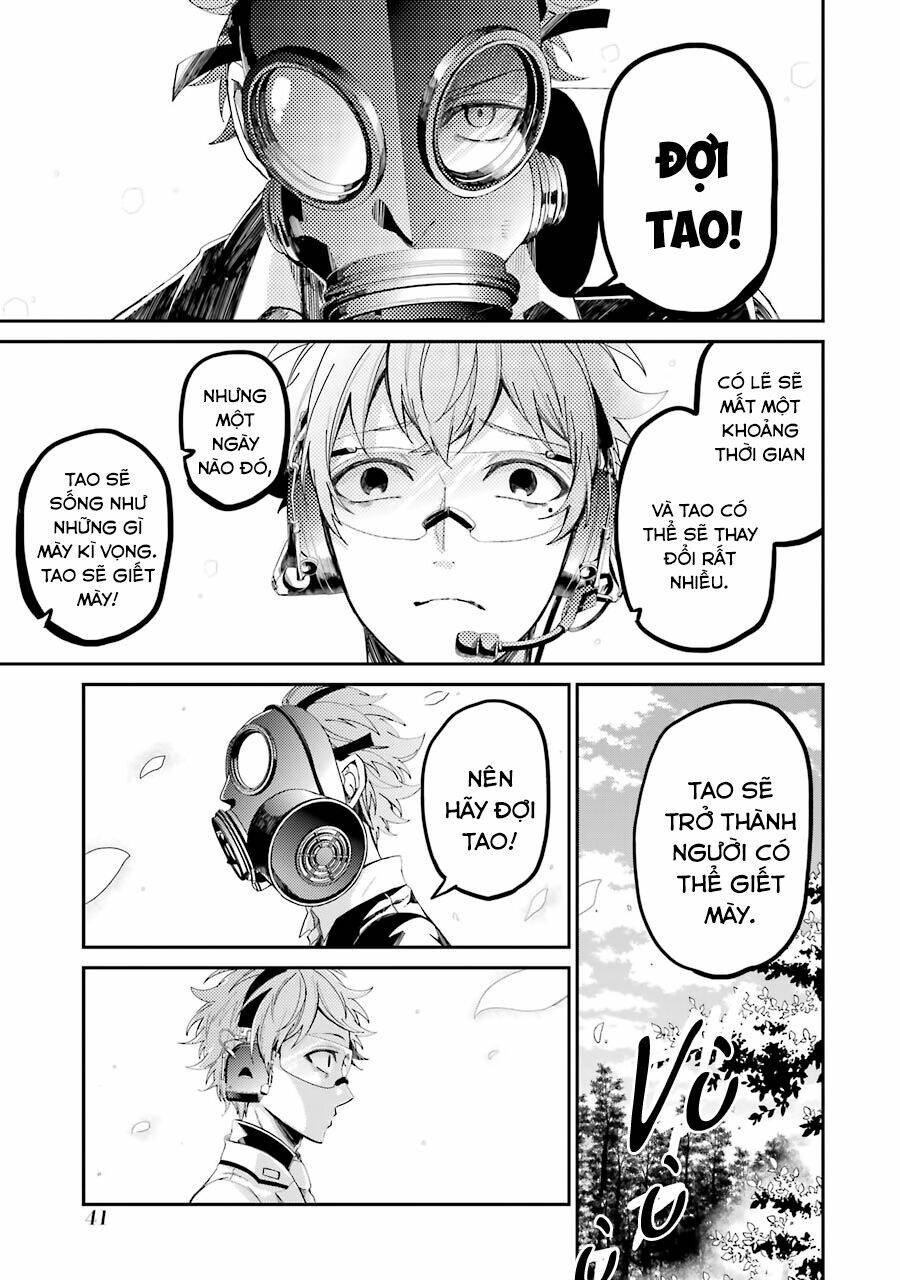 ĐỢI
TAO!
CÓ LẼ SẼ
MẤT MỘT
KHOẢNG
THỜI GIAN
VÀ TAO CÓ
THỂ SẼ THAY
ĐỔI RẤT
NHIỀU.
NHƯNG
MỘT
NGÀY
NÀO ĐÓ,
TAO SẼ
SỐNG NHƯ
NHỮNG GÌ
MÀY KÌ VỌNG.
TAO SẼ GIẾT
MÀY!
TAO SẼ
TRỞ THÀNH
NGƯỜI CÓ
THỂ GIẾT
MÀY.
VÙ
Ù
Ù
NÊN
HÃY ĐỢI
TAO!
41